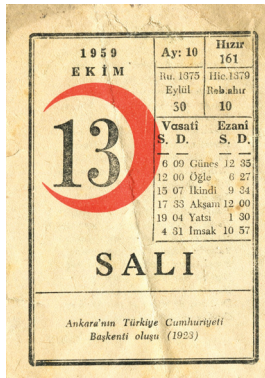 1959
EKİM
13
Ay: 10
Hızır
161
Ru. 1375
Eylül
30
Hic. 1379
Reb. ahır
10
Vasatî Ezanî
S. D. S. D.
6 09 Güneş 12 35
12 00 Öğle 6 27
15 07 İkindi 9 34
17 33 Akşam 12 00
19 04 Yatsı 1 30
4 31 İmsak 10 57
SALI
Ankara'nın Türkiye Cumhuriyeti
Başkenti oluşu (1923)